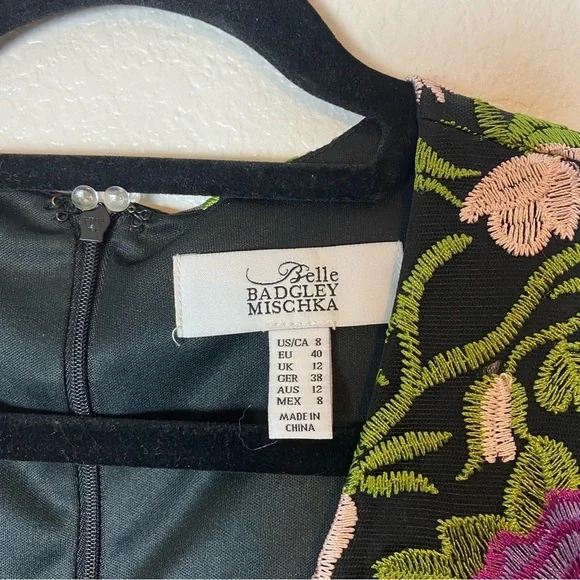 Belle
BADGLEY
MISCHKA
US/CA 8
EU 40
UK 12
GER 38
AUS 12
MEX 8
MADE IN
CHINA